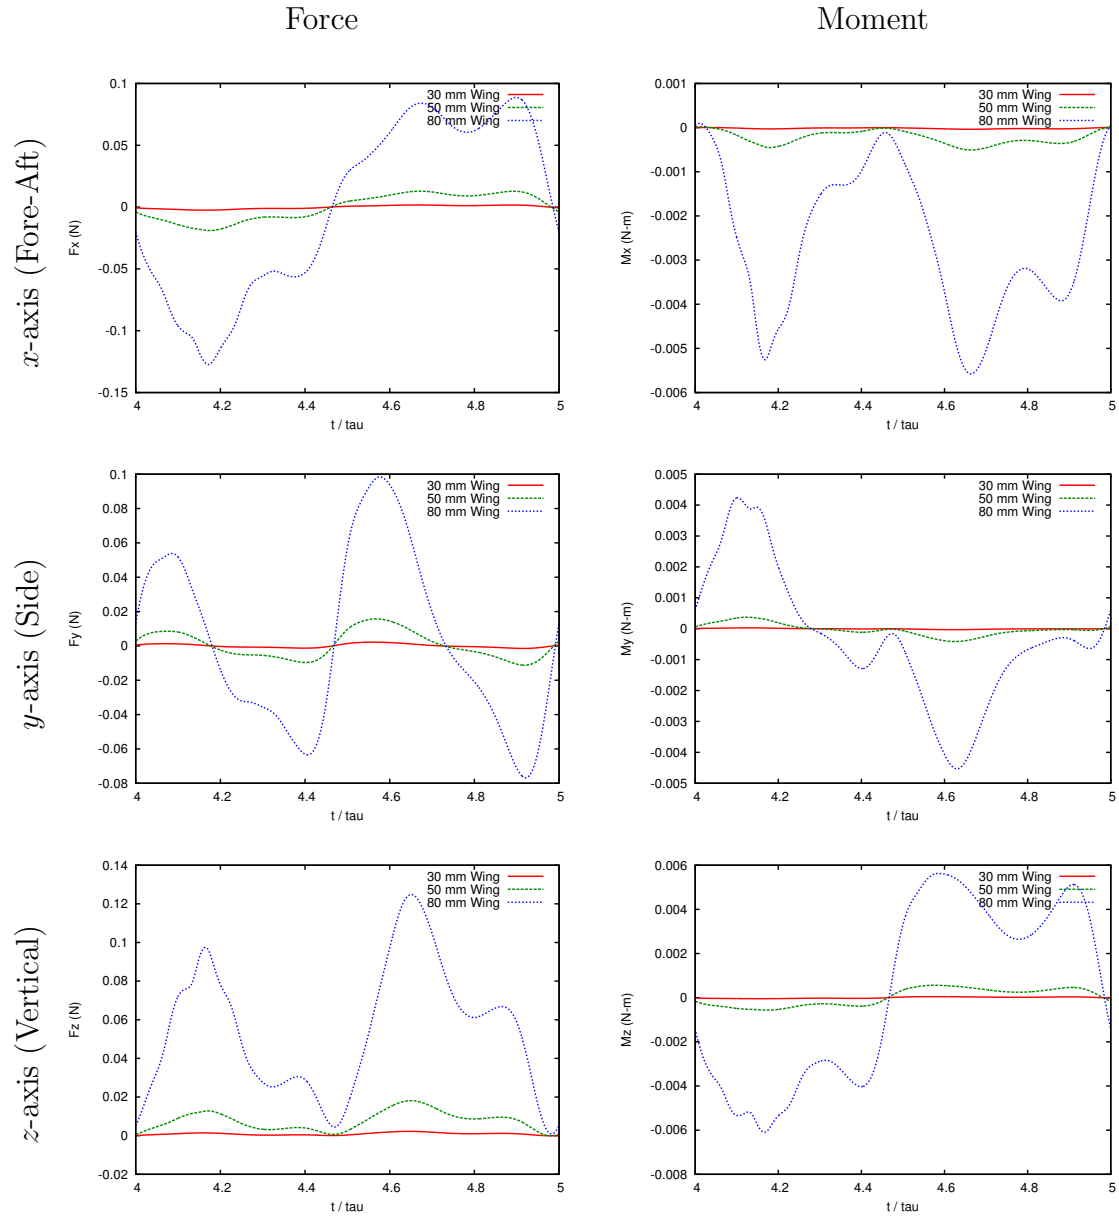 Force
Moment
x-axis (Fore-Aft)
0.1
0.05
0
-0.05
-0.1
-0.15
4
4.2
4.4
4.6
4.8
5
Fx (N)
t / tau
30 mm Wing
50 mm Wing
80 mm Wing
0.001
0
-0.001
-0.002
-0.003
-0.004
-0.005
-0.006
4
4.2
4.4
4.6
4.8
5
Mx (N-m)
t / tau
30 mm Wing
50 mm Wing
80 mm Wing
y-axis (Side)
0.1
0.08
0.06
0.04
0.02
0
-0.02
-0.04
-0.06
-0.08
4
4.2
4.4
4.6
4.8
5
Fy (N)
t / tau
30 mm Wing
50 mm Wing
80 mm Wing
0.005
0.004
0.003
0.002
0.001
0
-0.001
-0.002
-0.003
-0.004
-0.005
4
4.2
4.4
4.6
4.8
5
My (N-m)
t / tau
30 mm Wing
50 mm Wing
80 mm Wing
z-axis (Vertical)
0.14
0.12
0.1
0.08
0.06
0.04
0.02
0
-0.02
4
4.2
4.4
4.6
4.8
5
Fz (N)
t / tau
30 mm Wing
50 mm Wing
80 mm Wing
0.006
0.004
0.002
0
-0.002
-0.004
-0.006
-0.008
4
4.2
4.4
4.6
4.8
5
Mz (N-m)
t / tau
30 mm Wing
50 mm Wing
80 mm Wing